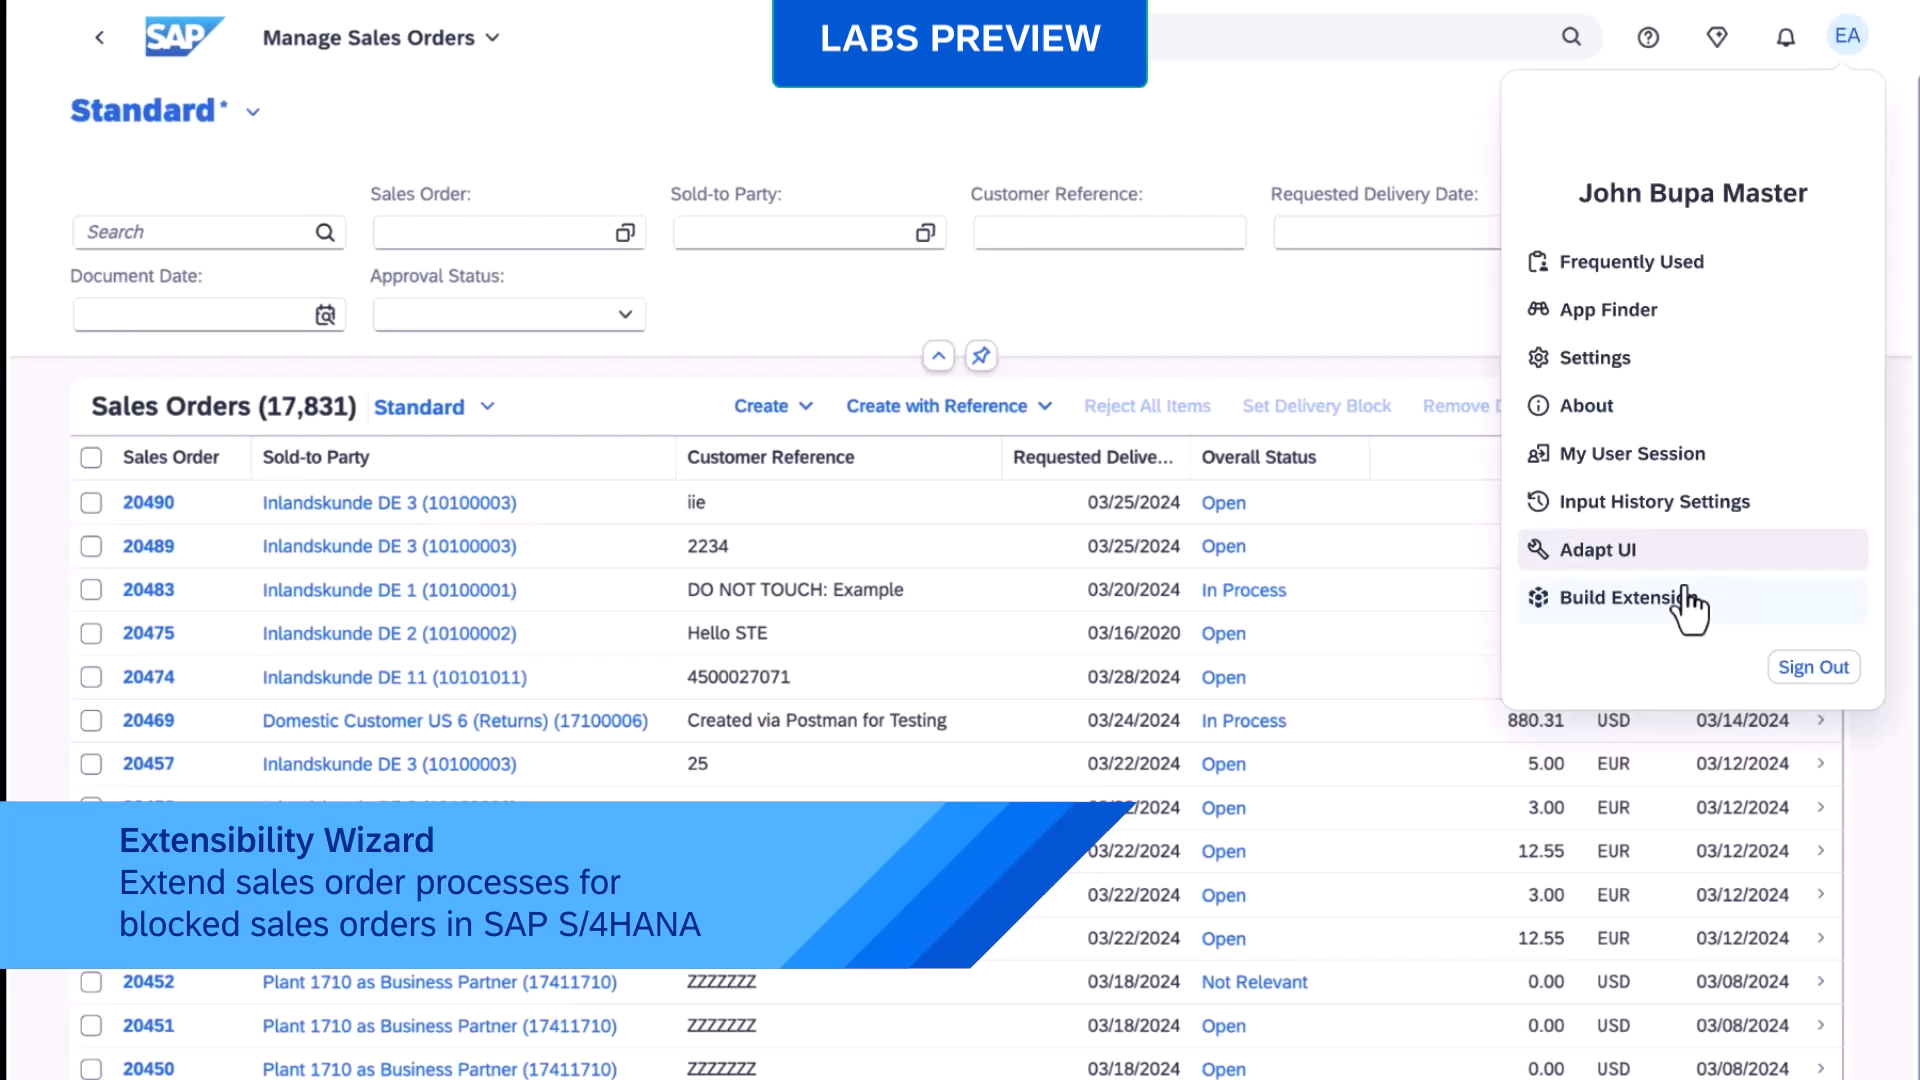 SAP Manage Sales Orders
LABS PREVIEW
EA
Standard*
Search
Sales Order:
Sold-to Party:
Customer Reference:
Requested Delivery Date:
Document Date:
Approval Status:
John Bupa Master
Frequently Used
App Finder
Settings
About
My User Session
Input History Settings
Adapt UI
Build Extension
Sign Out
Sales Orders (17,831) Standard Create Create with Reference Reject All Items Set Delivery Block Remove
Sales Order Sold-to Party Customer Reference Requested Delive... Overall Status
20490 Inlandskunde DE 3 (10100003) iie 03/25/2024 Open
20489 Inlandskunde DE 3 (10100003) 2234 03/25/2024 Open
20483 Inlandskunde DE 1 (10100001) DO NOT TOUCH: Example 03/20/2024 In Process
20475 Inlandskunde DE 2 (10100002) Hello STE 03/16/2020 Open
20474 Inlandskunde DE 11 (10101011) 4500027071 03/28/2024 Open
20469 Domestic Customer US 6 (Returns) (17100006) Created via Postman for Testing 03/24/2024 In Process 880.31 USD 03/14/2024
20457 Inlandskunde DE 3 (10100003) 25 03/22/2024 Open 5.00 EUR 03/12/2024
/2024 Open 3.00 EUR 03/12/2024
03/22/2024 Open 12.55 EUR 03/12/2024
03/22/2024 Open 3.00 EUR 03/12/2024
03/22/2024 Open 12.55 EUR 03/12/2024
Extensibility Wizard
Extend sales order processes for
blocked sales orders in SAP S/4HANA
20452 Plant 1710 as Business Partner (17411710) ZZZZZZZ 03/18/2024 Not Relevant 0.00 USD 03/08/2024
20451 Plant 1710 as Business Partner (17411710) ZZZZZZZ 03/18/2024 Open 0.00 USD 03/08/2024
20450 Plant 1710 as Business Partner (17411710) ZZZZZZZ 03/18/2024 Open 0.00 USD 03/08/2024